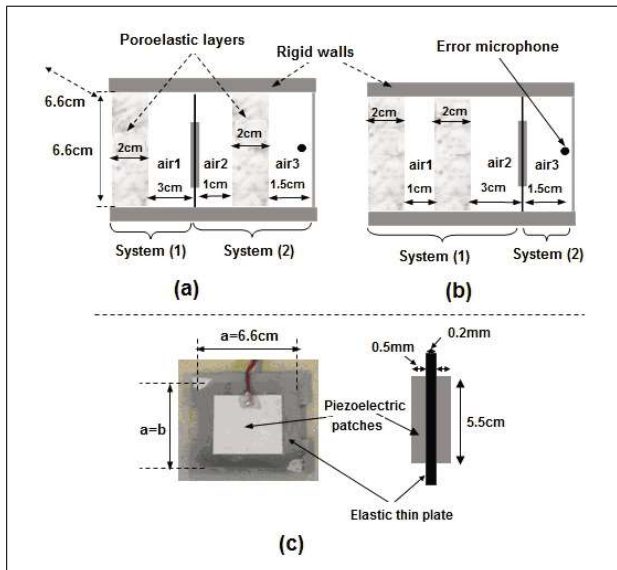 Poroelastic layers
Rigid walls
Error microphone
6.6cm
6.6cm
2cm
air1
air2
2cm
air3
3cm
1cm
1.5cm
System (1)
System (2)
(a)
2cm
2cm
air1
air2
air3
1cm
3cm
1.5cm
System (1)
System (2)
(b)
a=6.6cm
a=b
0.5mm
0.2mm
Piezoelectric
patches
5.5cm
Elastic thin plate
(c)